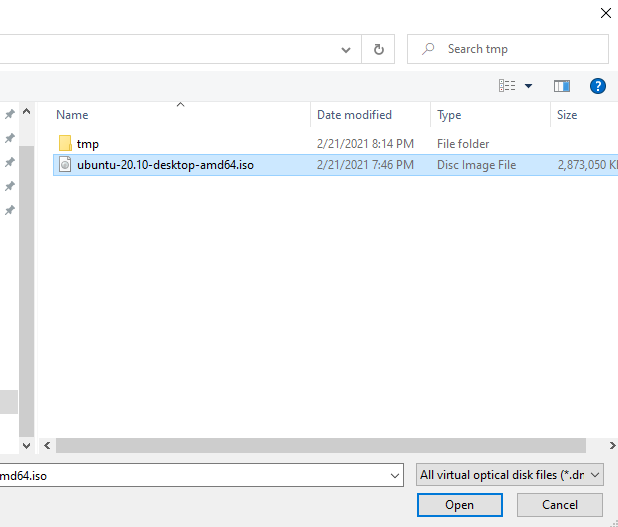 Search tmp
Name Date modified Type Size
tmp 2/21/2021 8:14 PM File folder
ubuntu-20.10-desktop-amd64.iso 2/21/2021 7:46 PM Disc Image File 2,873,050 K
md64.iso All virtual optical disk files (*.dn
Open Cancel